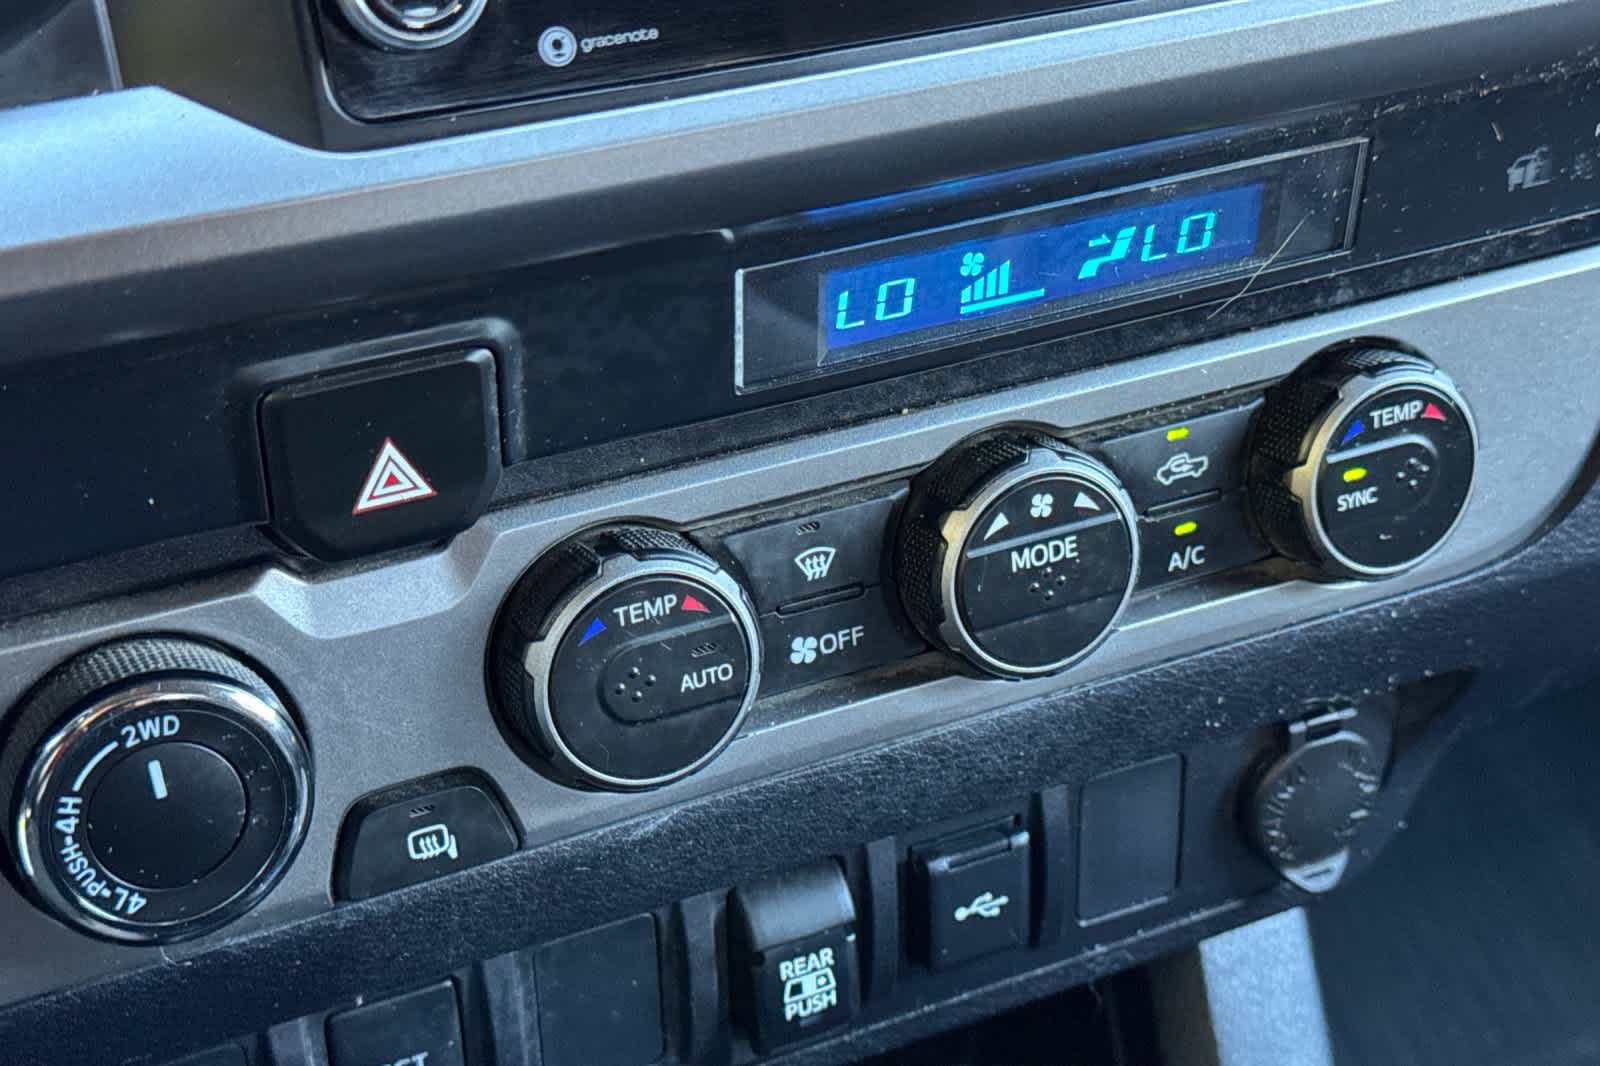 gracenote
LO
LO
TEMP
SYNC
MODE
A/C
TEMP
AUTO
OFF
2WD
4L-PUSH-4H
REAR
PUSH